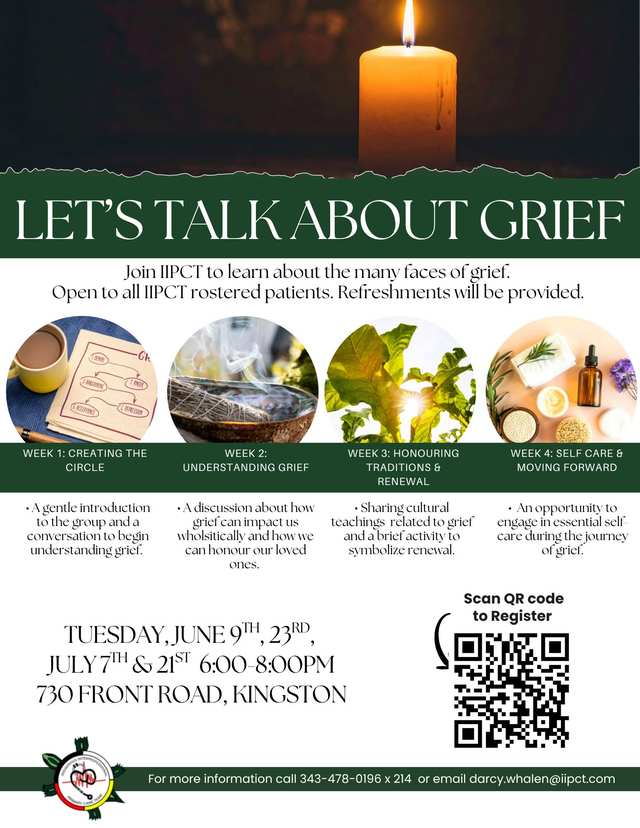 LET'S TALK ABOUT GRIEF
Join IIPCT to learn about the many faces of grief.
Open to all IIPCT rostered patients. Refreshments will be provided.
WEEK 1: CREATING THE
CIRCLE
• A gentle introduction
to the group and a
conversation to begin
understanding grief.
WEEK 2:
UNDERSTANDING GRIEF
• A discussion about how
grief can impact us
wholsitically and how we
can honour our loved
ones.
WEEK 3: HONOURING
TRADITIONS &
RENEWAL
• Sharing cultural
teachings related to grief
and a brief activity to
symbolize renewal.
WEEK 4: SELF CARE &
MOVING FORWARD
• An opportunity to
engage in essential self-
care during the journey
of grief.
TUESDAY, JUNE 9TH, 23RD,
JULY 7TH & 21ST 6:00-8:00PM
730 FRONT ROAD, KINGSTON
Scan QR code
to Register
For more information call 343-478-0196 x 214 or email darcy.whalen@iipct.com